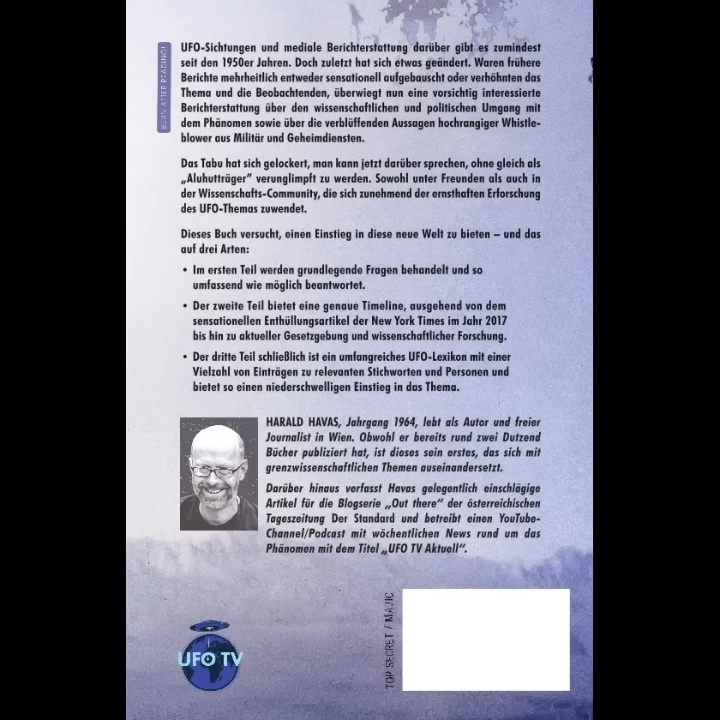 BURN AFTER READING!
UFO-Sichtungen und mediale Berichterstattung darüber gibt es zumindest
seit den 1950er Jahren. Doch zuletzt hat sich etwas geändert. Waren frühere
Berichte mehrheitlich entweder sensationell aufgebauscht oder verhöhnten das
Thema und die Beobachtenden, überwiegt nun eine vorsichtig interessierte
Berichterstattung über den wissenschaftlichen und politischen Umgang mit
dem Phänomen sowie über die verblüffenden Aussagen hochrangiger Whistle-
blower aus Militär und Geheimdiensten.
Das Tabu hat sich gelockert, man kann jetzt darüber sprechen, ohne gleich als
„Aluhutträger" verunglimpft zu werden. Sowohl unter Freunden als auch in
der Wissenschafts-Community, die sich zunehmend der ernsthaften Erforschung
des UFO-Themas zuwendet.
Dieses Buch versucht, einen Einstieg in diese neue Welt zu bieten – und das
auf drei Arten:
• Im ersten Teil werden grundlegende Fragen behandelt und so
umfassend wie möglich beantwortet.
• Der zweite Teil bietet eine genaue Timeline, ausgehend von dem
sensationellen Enthüllungsartikel der New York Times im Jahr 2017
bis hin zu aktueller Gesetzgebung und wissenschaftlicher Forschung.
• Der dritte Teil schließlich ist ein umfangreiches UFO-Lexikon mit einer
Vielzahl von Einträgen zu relevanten Stichworten und Personen und
bietet so einen niederschwelligen Einstieg in das Thema.
HARALD HAVAS, Jahrgang 1964, lebt als Autor und freier
Journalist in Wien. Obwohl er bereits rund zwei Dutzend
Bücher publiziert hat, ist dieses sein erstes, das sich mit
grenzwissenschaftlichen Themen auseinandersetzt.
Darüber hinaus verfasst Havas gelegentlich einschlägige
Artikel für die Blogserie „Out there" der österreichischen
Tageszeitung Der Standard und betreibt einen YouTube-
Channel/Podcast mit wöchentlichen News rund um das
Phänomen mit dem Titel „UFO TV Aktuell".
UFO TV
TOP SECRET / MAJIC